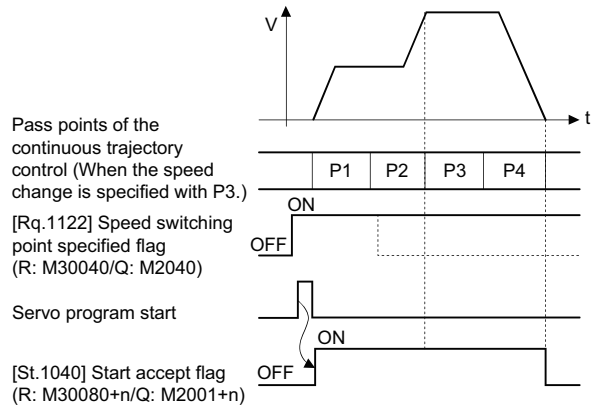 V
t
Pass points of the
continuous trajectory
control (When the speed
change is specified with P3.)
P1 P2 P3 P4
ON
[Rq.1122] Speed switching
point specified flag
(R: M30040/Q: M2040)
OFF
Servo program start
ON
[St.1040] Start accept flag
(R: M30080+n/Q: M2001+n)
OFF